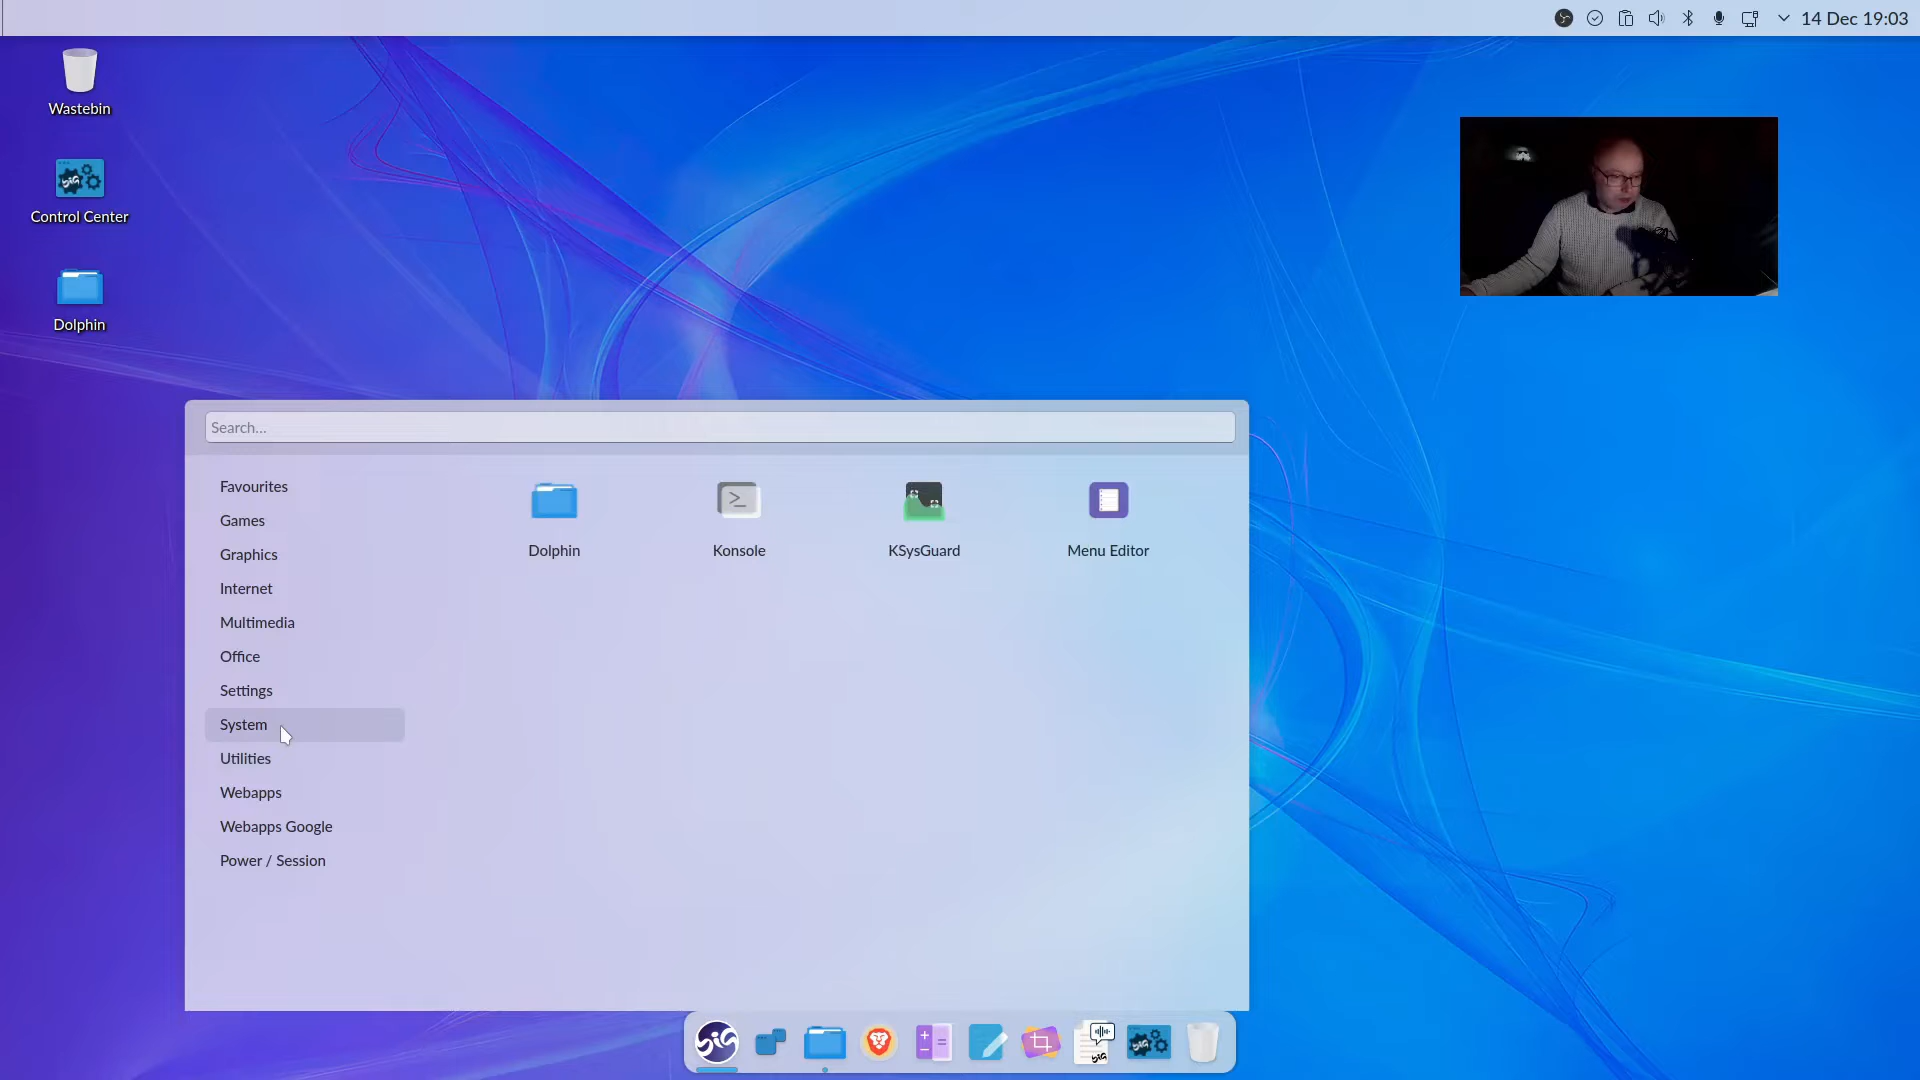 14 Dec 19:03
Wastebin
Control Center
Dolphin
Search...
Favourites
Games
Graphics
Internet
Multimedia
Office
Settings
System
Utilities
Webapps
Webapps Google
Power / Session
Dolphin
Konsole
KSysGuard
Menu Editor